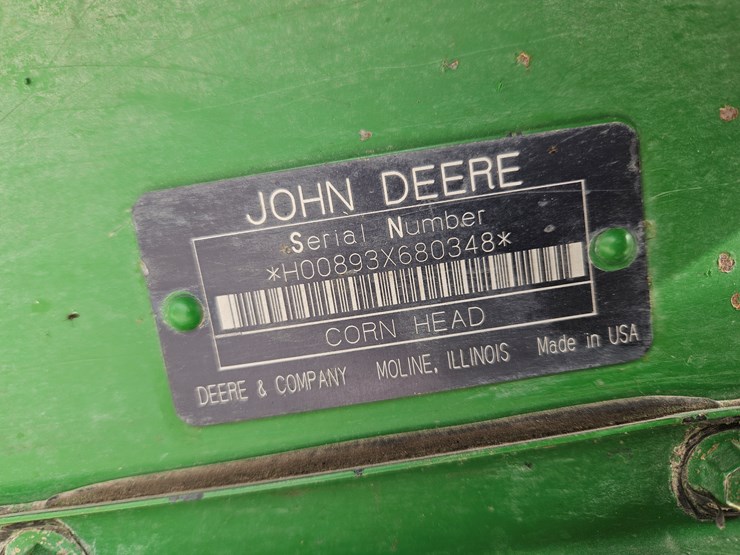 JOHN DEERE
Serial Number
*H00893X680348*
CORN HEAD
DEERE & COMPANY MOLINE, ILLINOIS Made in USA